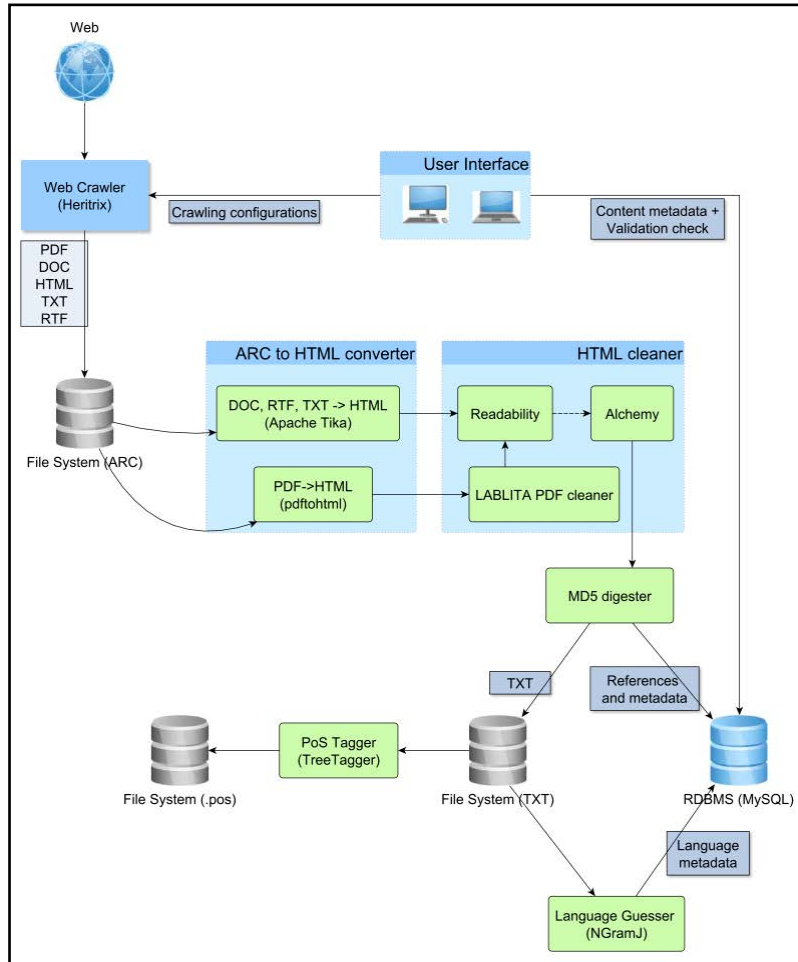 Web
User Interface
Web Crawler
(Heritrix)
Crawling configurations
Content metadata +
Validation check
PDF
DOC
HTML
TXT
RTF
ARC to HTML converter
HTML cleaner
DOC, RTF, TXT -> HTML
(Apache Tika)
Readability
Alchemy
File System (ARC)
PDF->HTML
(pdftohtml)
LABLITA PDF cleaner
MD5 digester
TXT
References
and metadata
PoS Tagger
(TreeTagger)
File System (.pos)
File System (TXT)
RDBMS (MySQL)
Language
metadata
Language Guesser
(NGramJ)